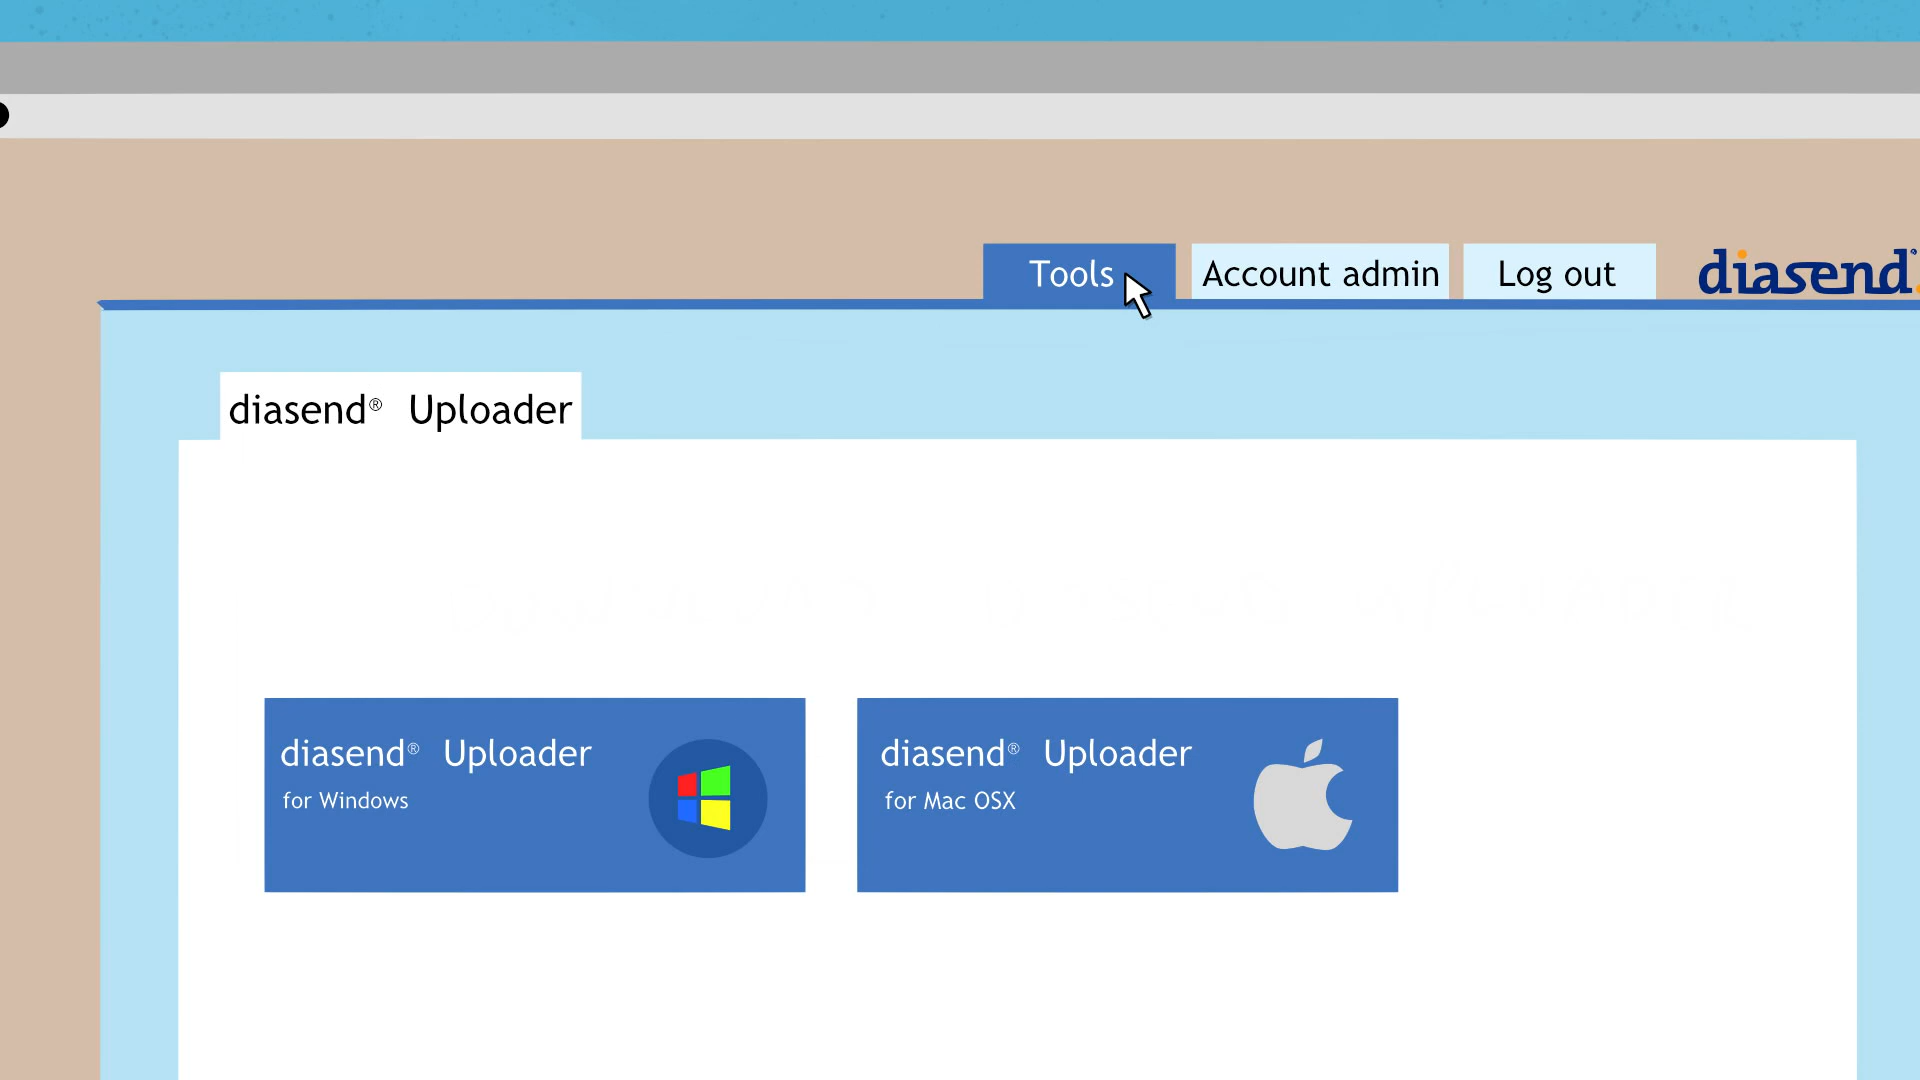 Tools Account admin Log out diasend®
diasend® Uploader
diasend® Uploader
for Windows
diasend® Uploader
for Mac OSX